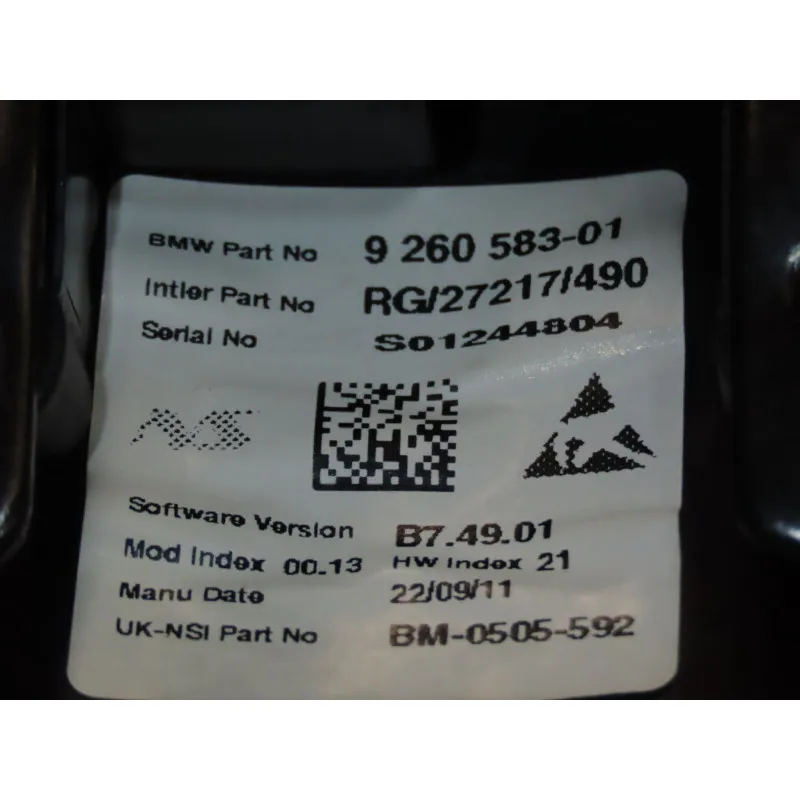 BMW Part No 9 260 583-01
Intler Part No RG/27217/490
Serial No S01244804
NS
Software Version B7.49.01
Mod Index 00.13 HW Index 21
Manu Date 22/09/11
UK-NSI Part No BM-0505-592